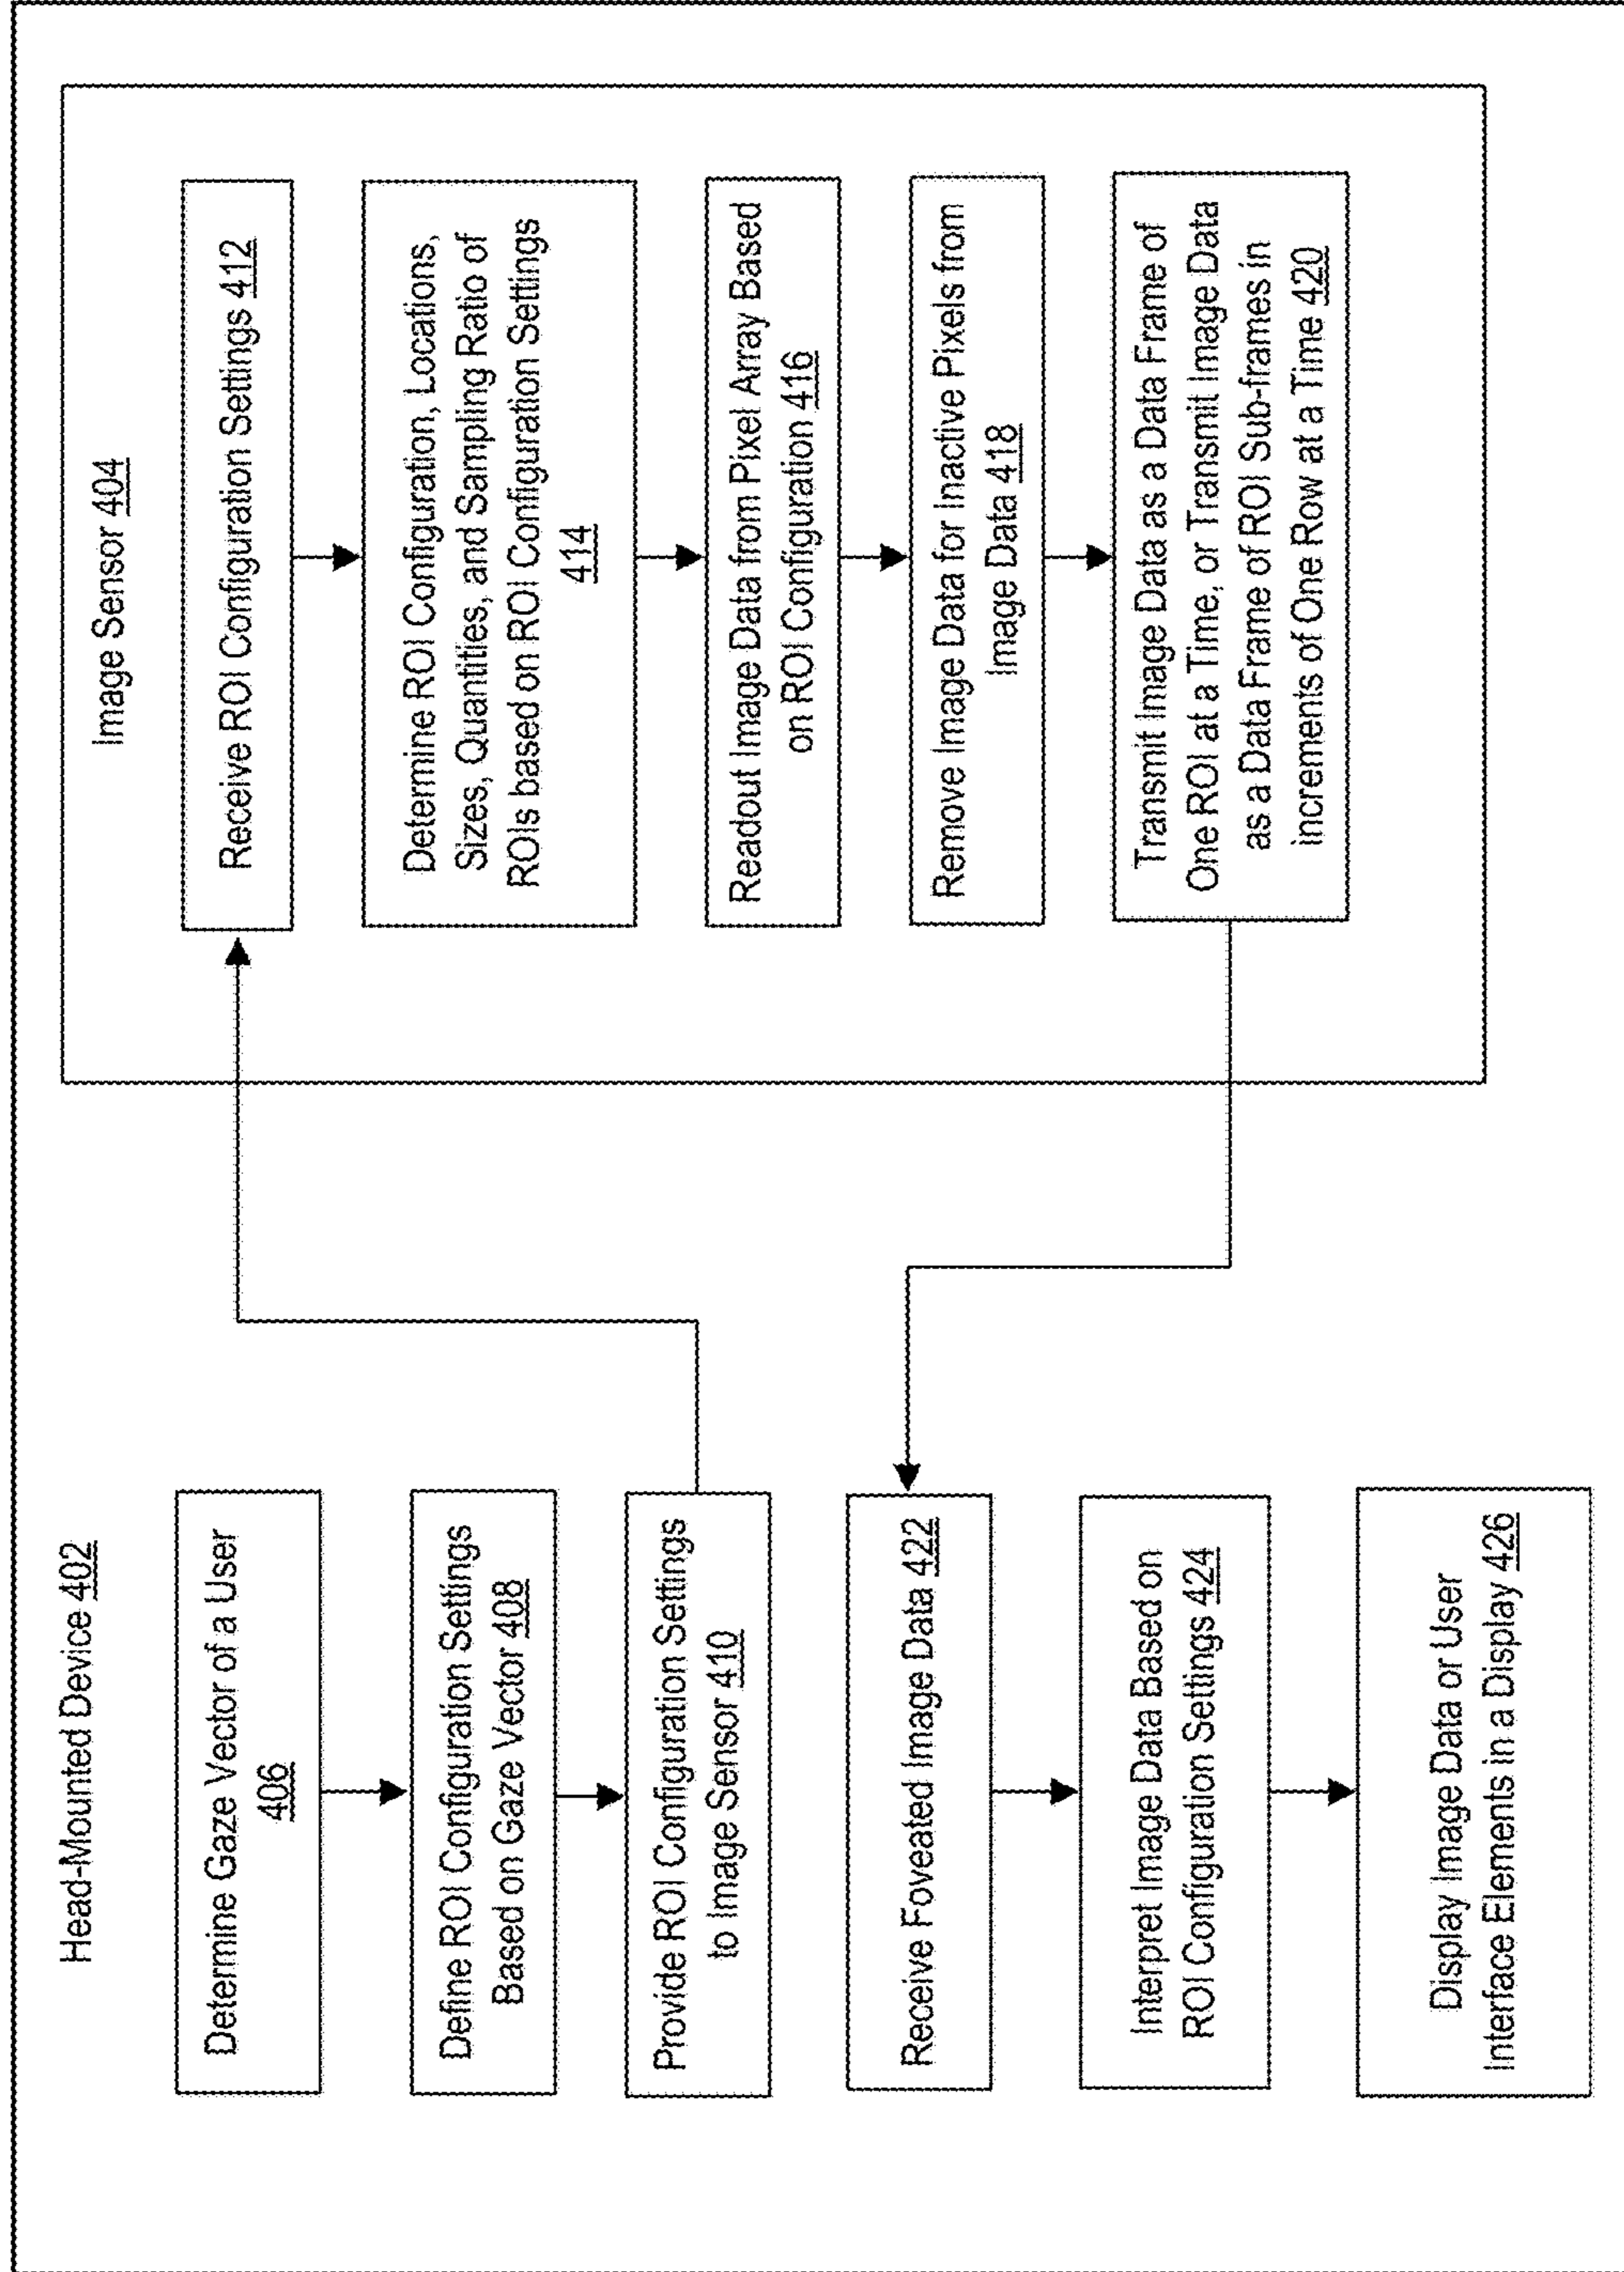 Head-Mounted Device 402
Determine Gaze Vector of a User
406
Define ROI Configuration Settings
Based on Gaze Vector 408
Provide ROI Configuration Settings
to Image Sensor 410
Receive Foveated Image Data 422
Interpret Image Data Based on
ROI Configuration Settings 424
Display Image Data or User
Interface Elements in a Display 426
Image Sensor 404
Receive ROI Configuration Settings 412
Determine ROI Configuration, Locations,
Sizes, Quantities, and Sampling Ratio of
ROIs based on ROI Configuration Settings
414
Readout Image Data from Pixel Array Based
on ROI Configuration 416
Remove Image Data for Inactive Pixels from
Image Data 418
Transmit Image Data as a Data Frame of
One ROI at a Time, or Transmit Image Data
as a Data Frame of ROI Sub-frames in
increments of One Row at a Time 420